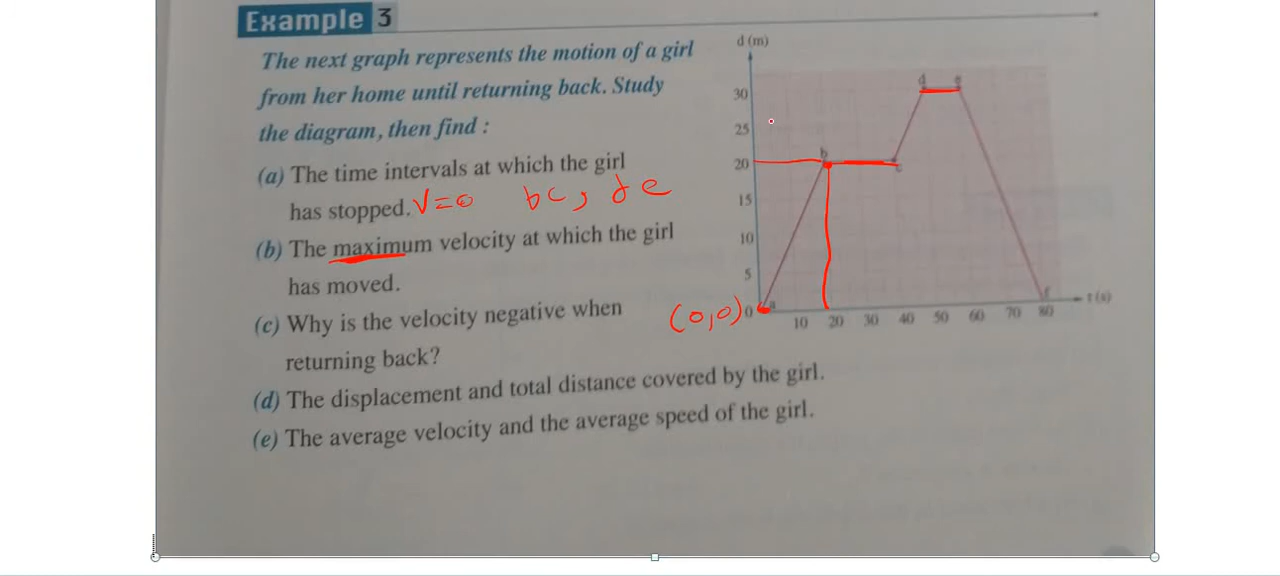 Example 3
The next graph represents the motion of a girl
from her home until returning back. Study
the diagram, then find :
(a) The time intervals at which the girl
has stopped. V=0 bc, de
(b) The maximum velocity at which the girl
has moved.
(c) Why is the velocity negative when
returning back?
(d) The displacement and total distance covered by the girl.
(e) The average velocity and the average speed of the girl.
d (m)
30
25
20
15
10
5
0
(0,0)
a
b
c
d
e
f
10 20 30 40 50 60 70 80
t (s)